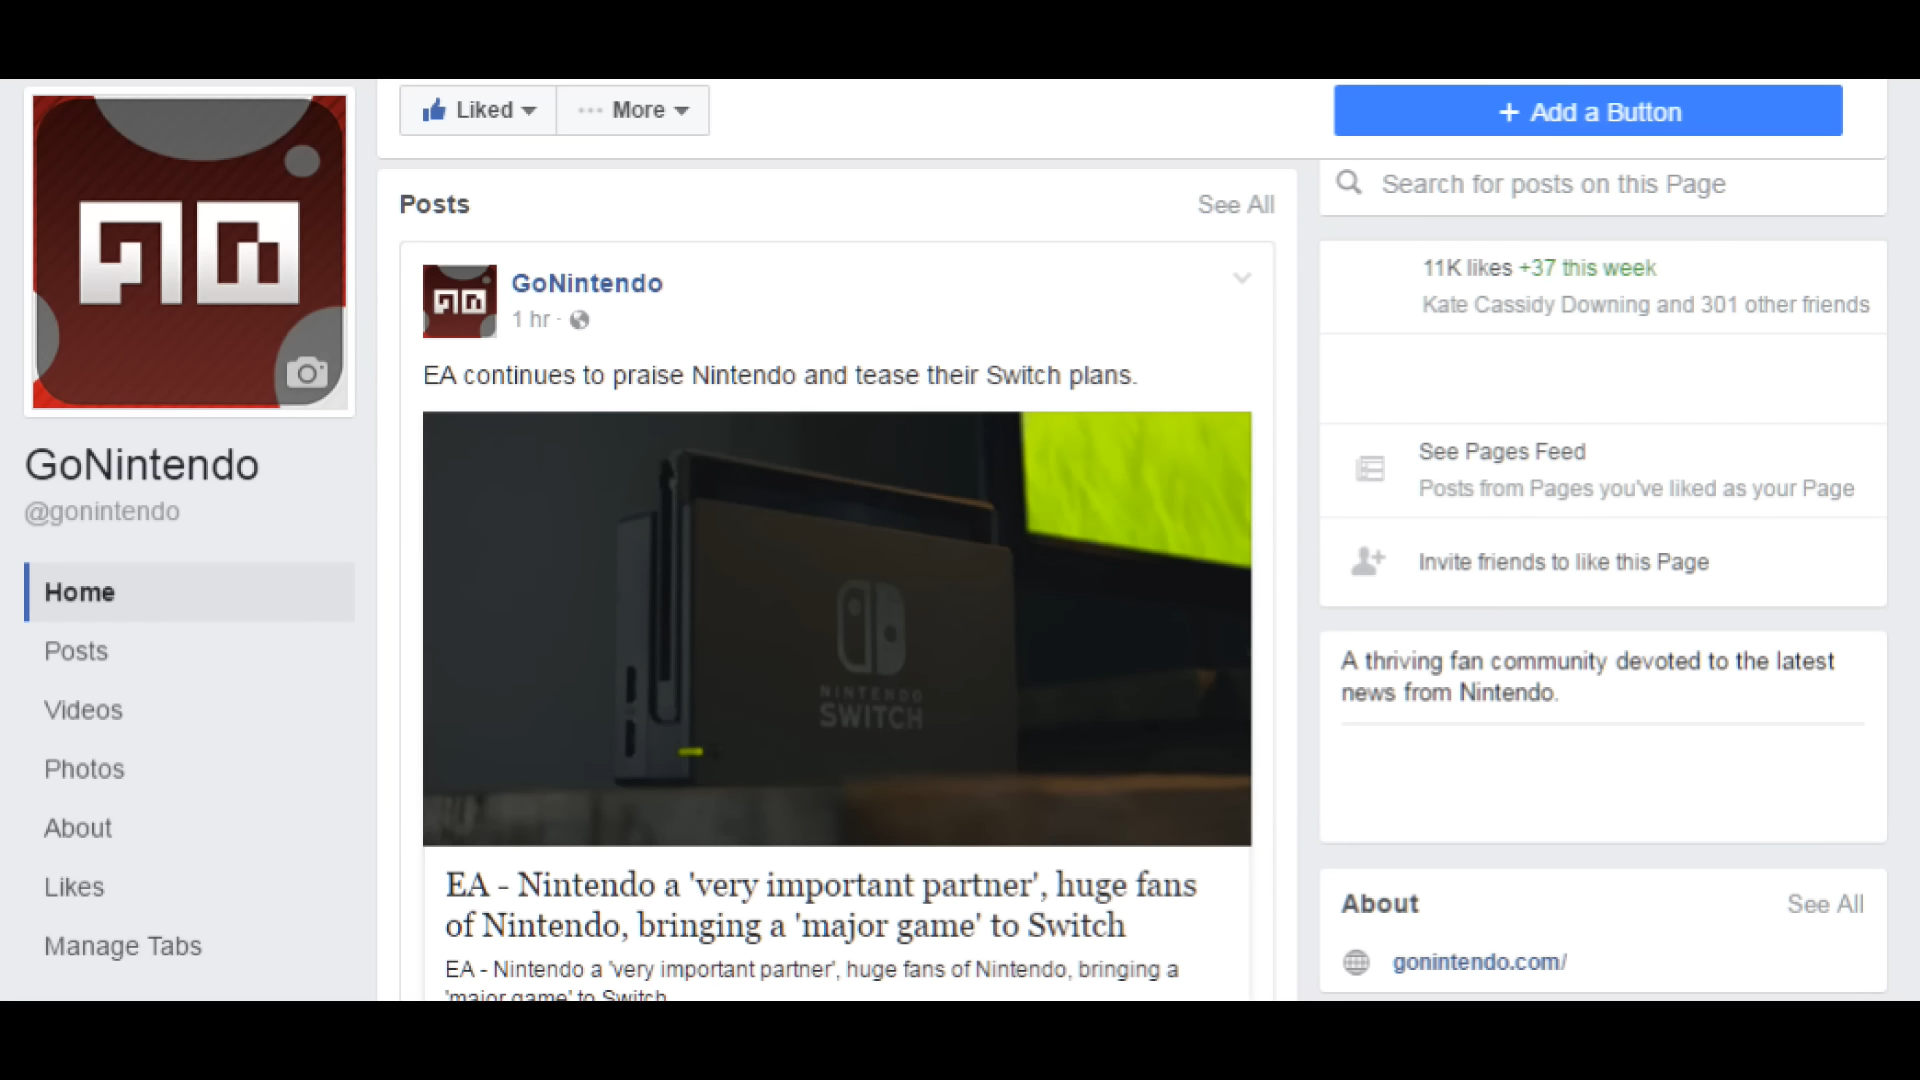 Liked
More
+ Add a Button
GoNintendo
@gonintendo
Home
Posts
Videos
Photos
About
Likes
Manage Tabs
Posts
See All
GoNintendo
1 hr ·
EA continues to praise Nintendo and tease their Switch plans.
NINTENDO
SWITCH
EA - Nintendo a 'very important partner', huge fans
of Nintendo, bringing a 'major game' to Switch
EA - Nintendo a 'very important partner', huge fans of Nintendo, bringing a
'major game' to Switch
Search for posts on this Page
11K likes +37 this week
Kate Cassidy Downing and 301 other friends
See Pages Feed
Posts from Pages you've liked as your Page
Invite friends to like this Page
A thriving fan community devoted to the latest
news from Nintendo.
About
See All
gonintendo.com/